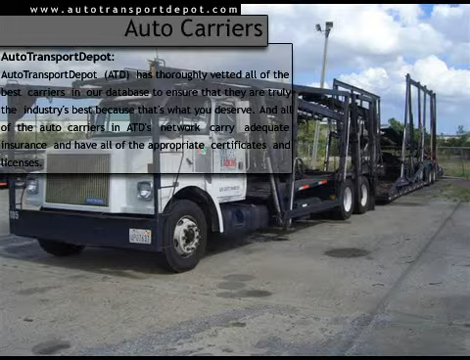 www.autotransportdepot.com
Auto Carriers
AutoTransportDepot:
AutoTransportDepot (ATD) has thoroughly vetted all of the
best carriers in our database to ensure that they are truly
the industry's best because that's what you deserve. And all
of the auto carriers in ATD's network carry adequate
insurance and have all of the appropriate certificates and
licenses.
105